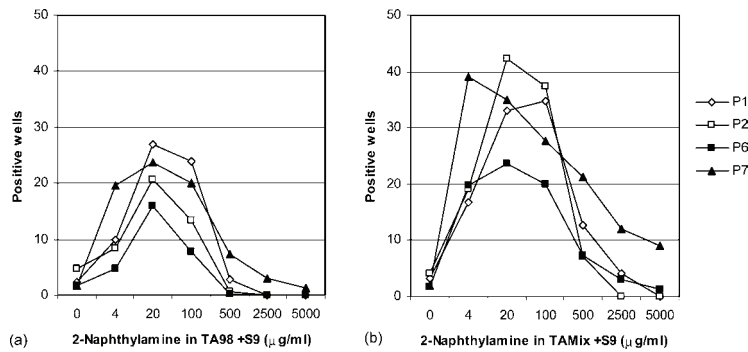 50
40
30
20
10
0
Positive wells
0 4 20 100 500 2500 5000
(a) 2-Naphthylamine in TA98 +S9 (µg/ml)
50
40
30
20
10
0
Positive wells
0 4 20 100 500 2500 5000
(b) 2-Naphthylamine in TAMix +S9 (µg/ml)
P1
P2
P6
P7